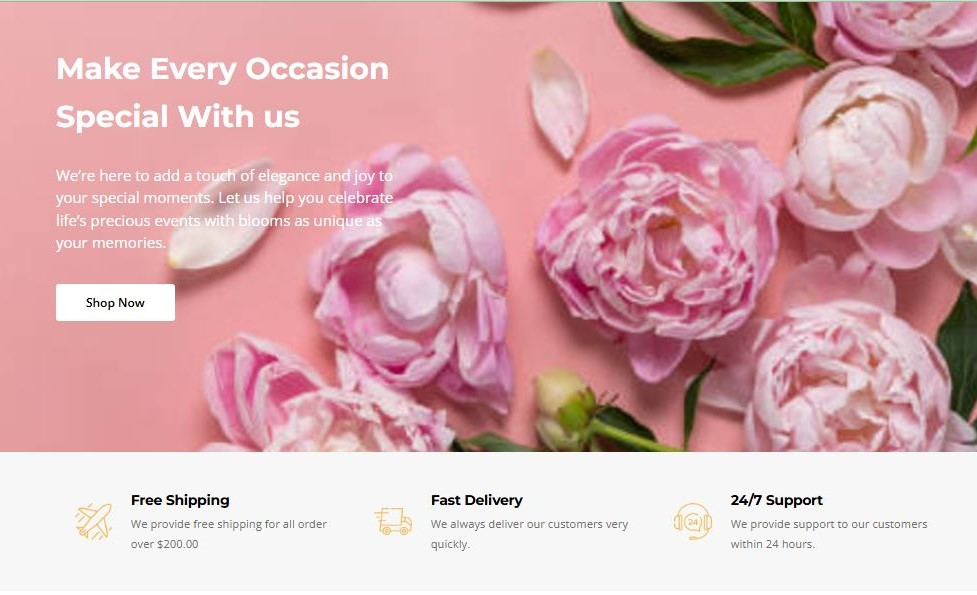 Make Every Occasion
Special With us
We’re here to add a touch of elegance and joy to
your special moments. Let us help you celebrate
life’s precious events with blooms as unique as
your memories.
Shop Now
Free Shipping
We provide free shipping for all order
over $200.00
Fast Delivery
We always deliver our customers very
quickly.
24
24/7 Support
We provide support to our customers
within 24 hours.